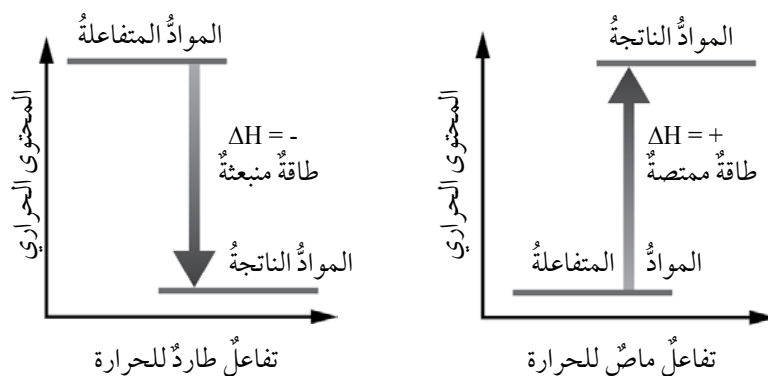 الموادُّ المتفاعلةُ
المحتوى الحراري
ΔH = -
طاقةٌ منبعثةٌ
الموادُّ الناتجةُ
تفاعلٌ طاردٌ للحرارة
الموادُّ الناتجةُ
المحتوى الحراري
ΔH = +
طاقةٌ ممتصةٌ
الموادُّ المتفاعلةُ
تفاعلٌ ماصٌ للحرارة